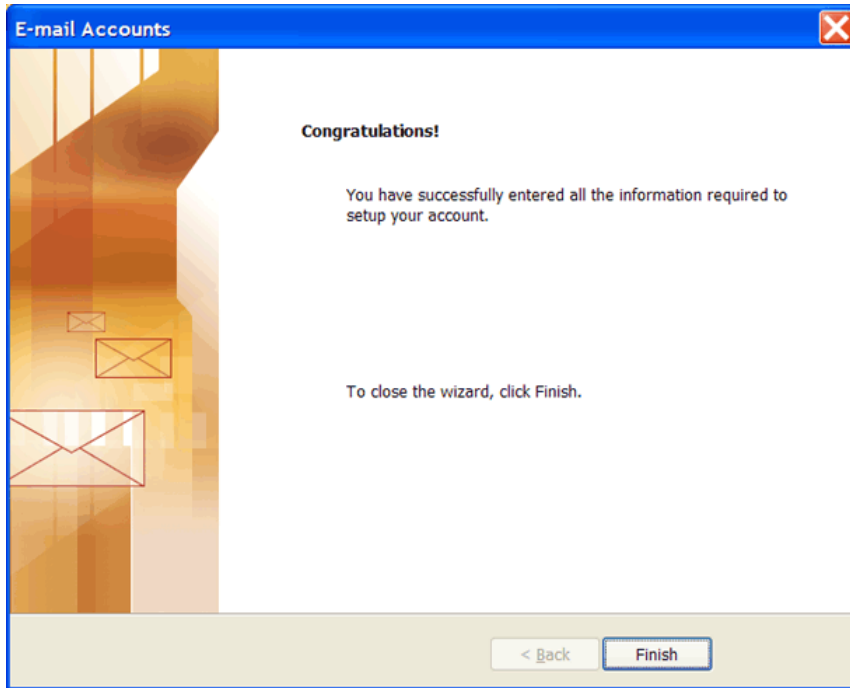 E-mail Accounts
Congratulations!
You have successfully entered all the information required to
setup your account.
To close the wizard, click Finish.
< Back
Finish